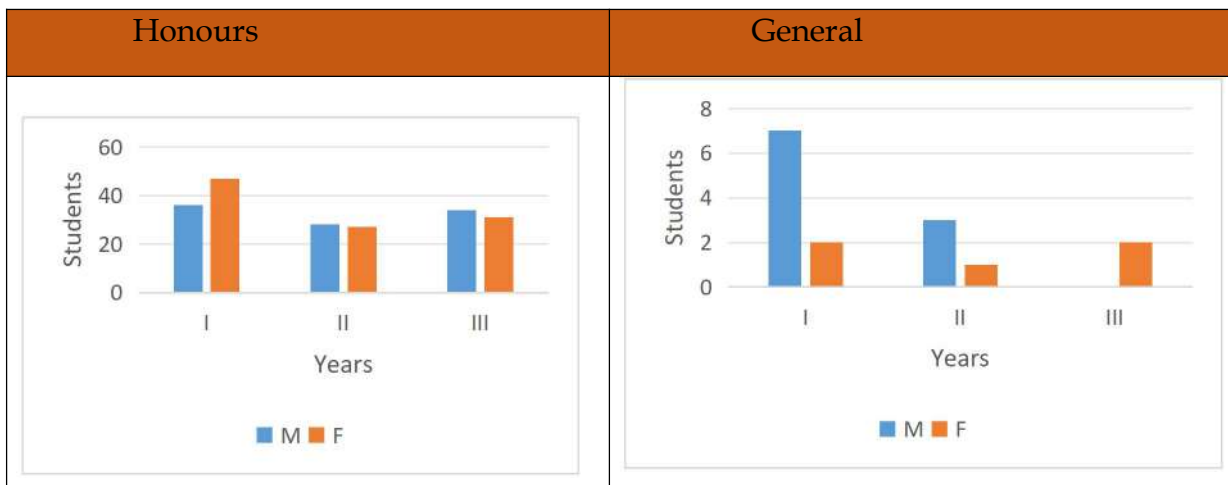 Honours
General
60
40
20
0
Students
I II III
Years
M F
8
6
4
2
0
Students
I II III
Years
M F